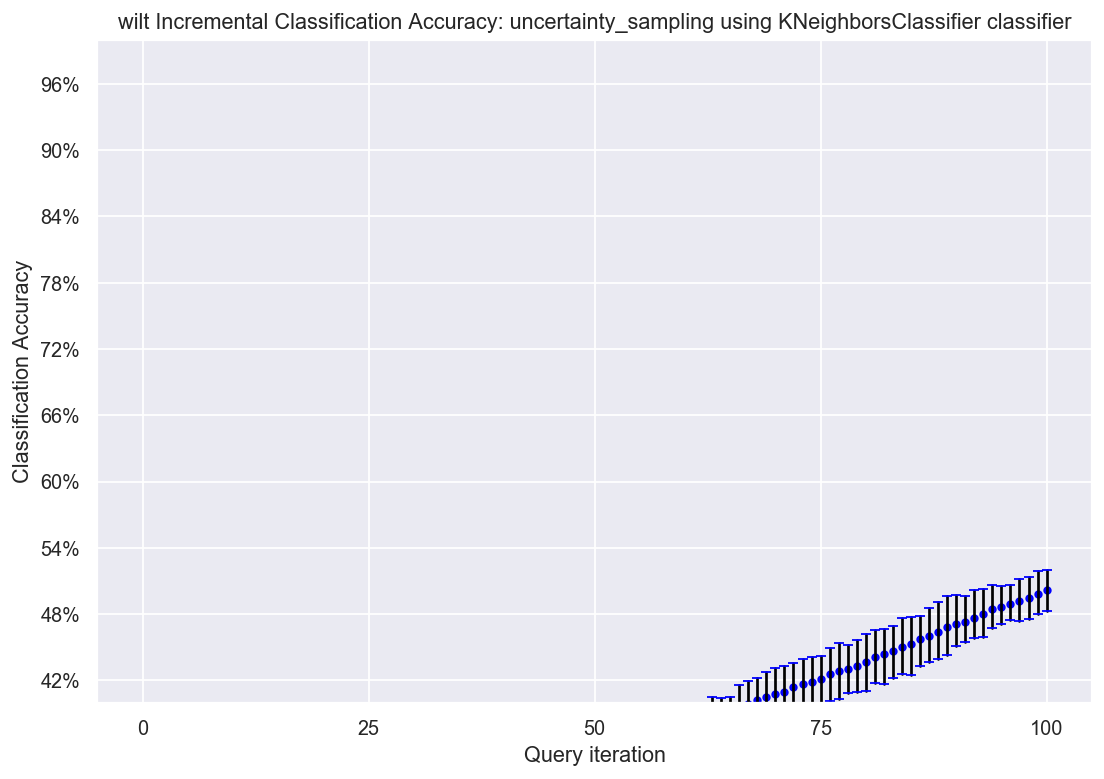 wilt Incremental Classification Accuracy: uncertainty_sampling using KNeighborsClassifier classifier
96%
90%
84%
78%
72%
66%
60%
54%
48%
42%
Classification Accuracy
0 25 50 75 100
Query iteration